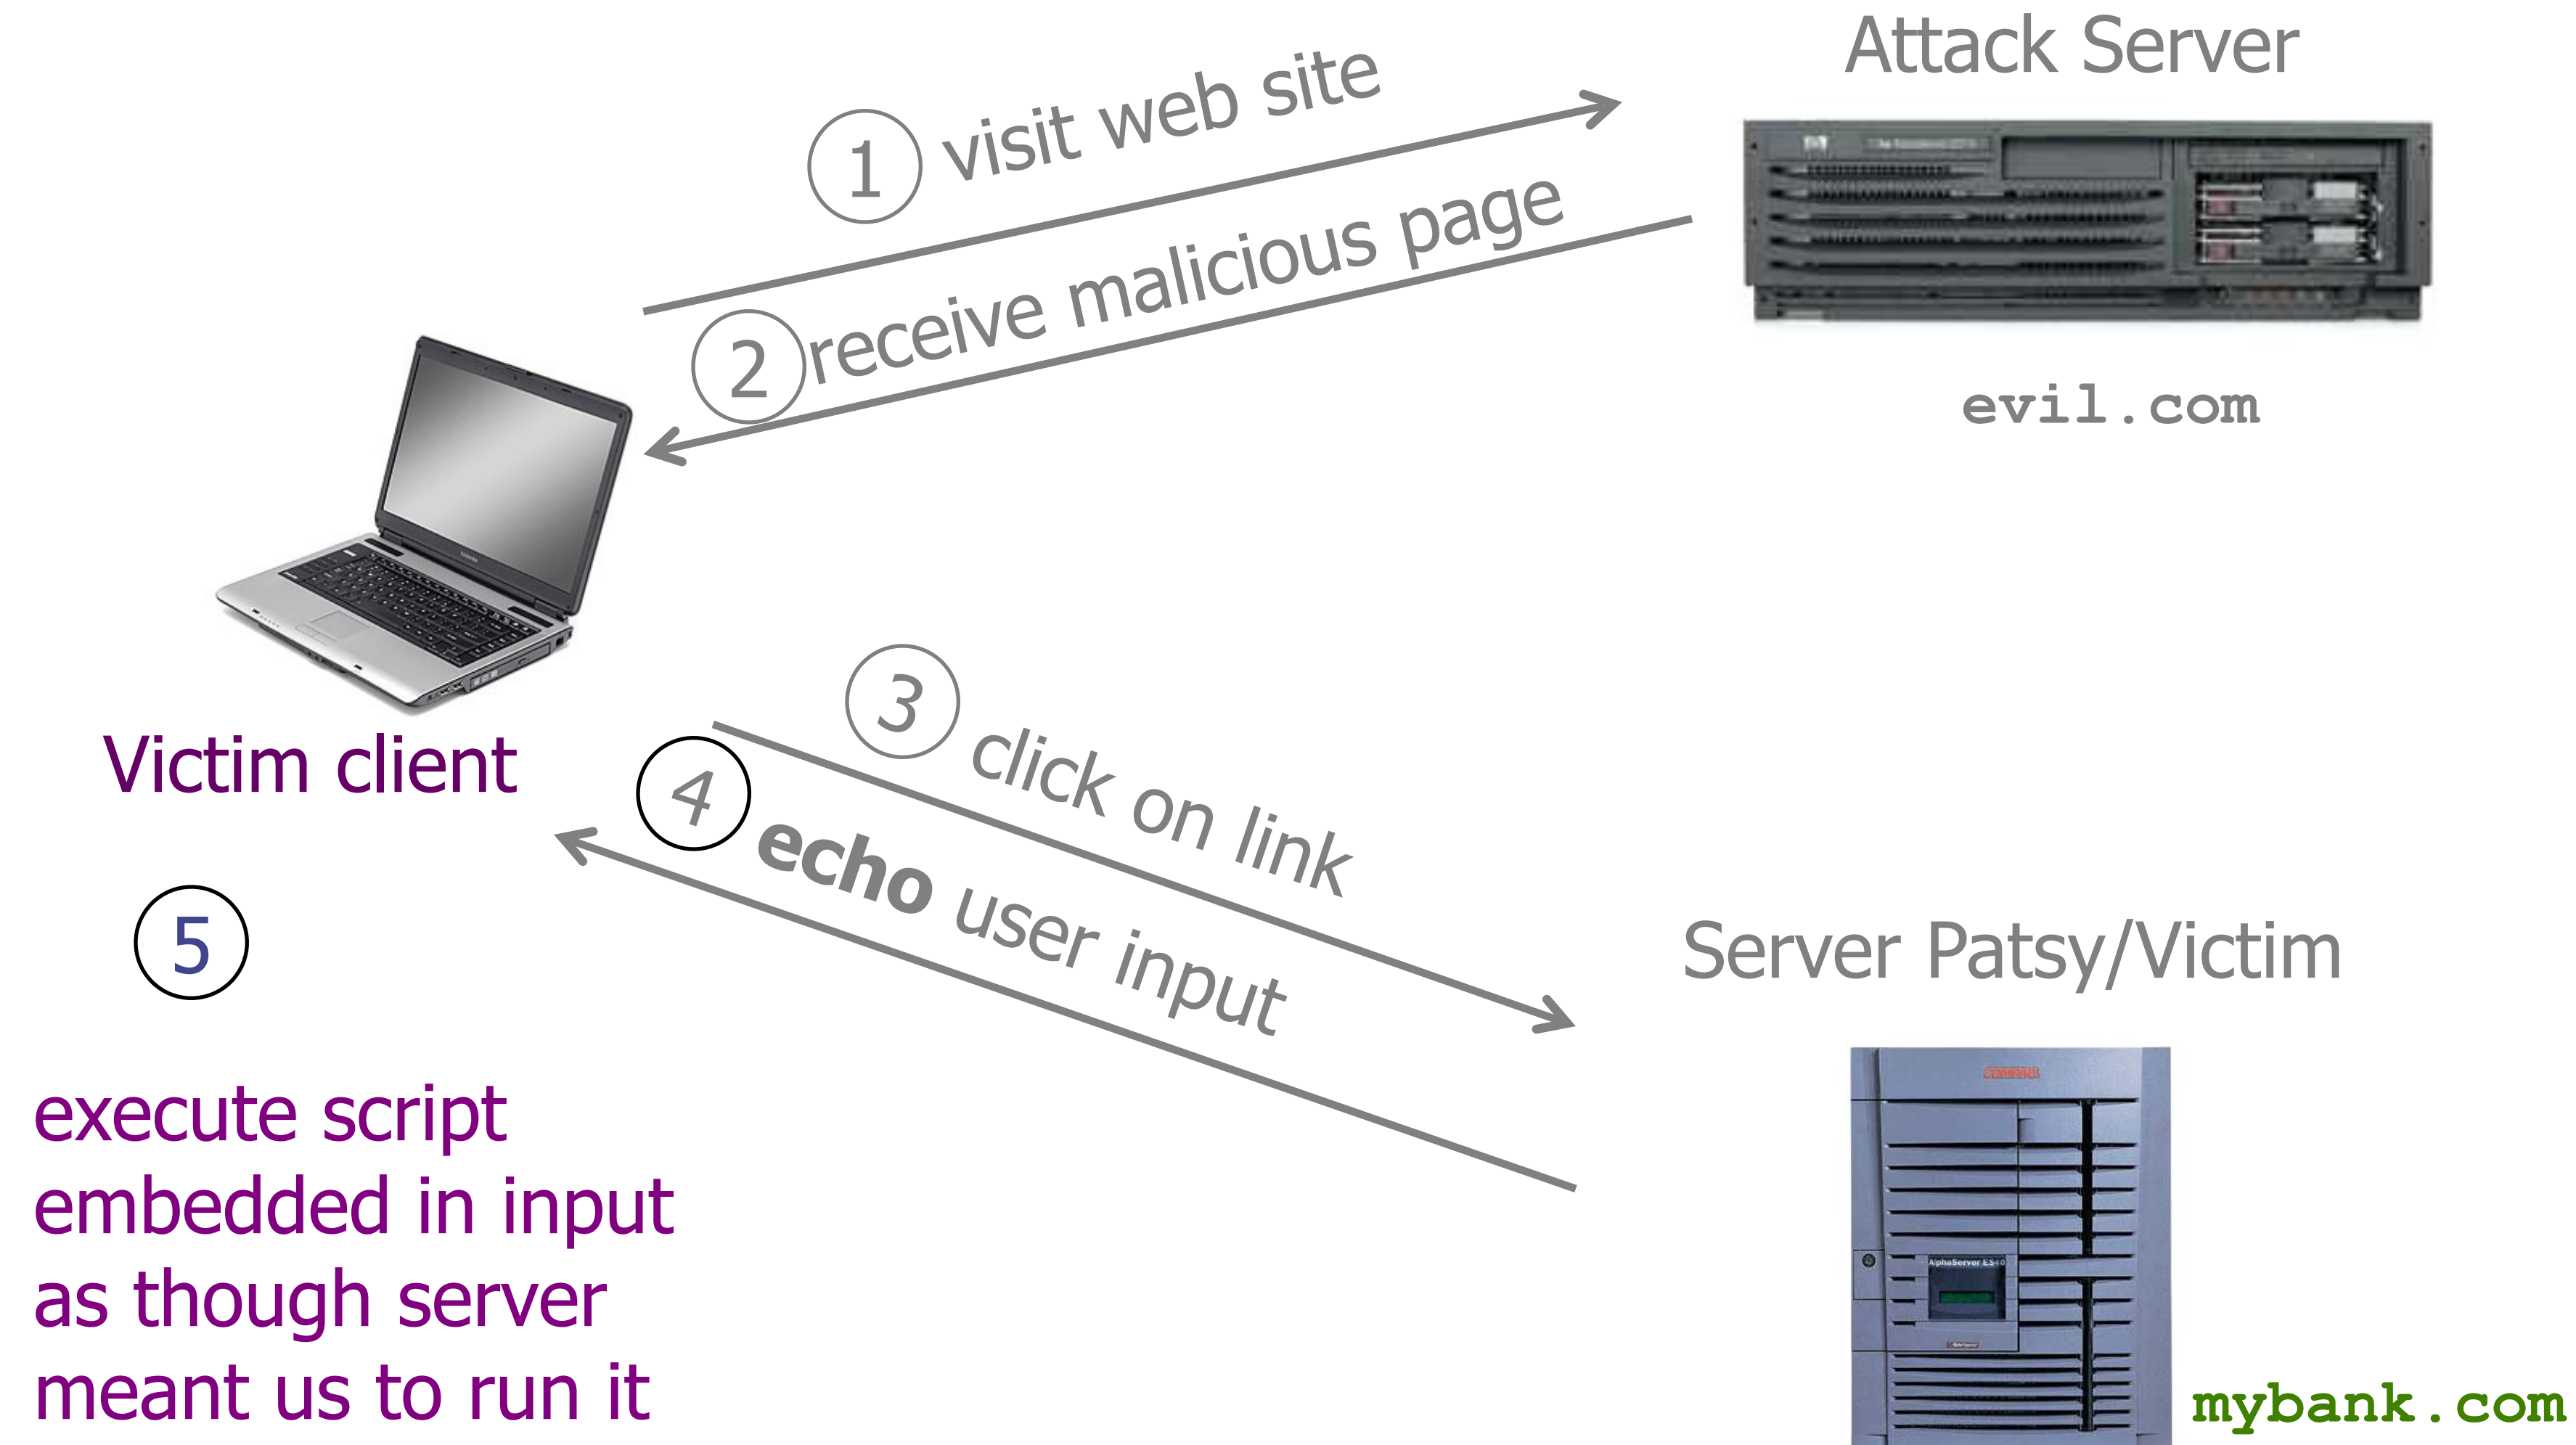 Attack Server
1 visit web site
2 receive malicious page
evil.com
3 click on link
Victim client
4 echo user input
5
Server Patsy/Victim
execute script
embedded in input
as though server
meant us to run it
AlphaServer ES40
mybank.com